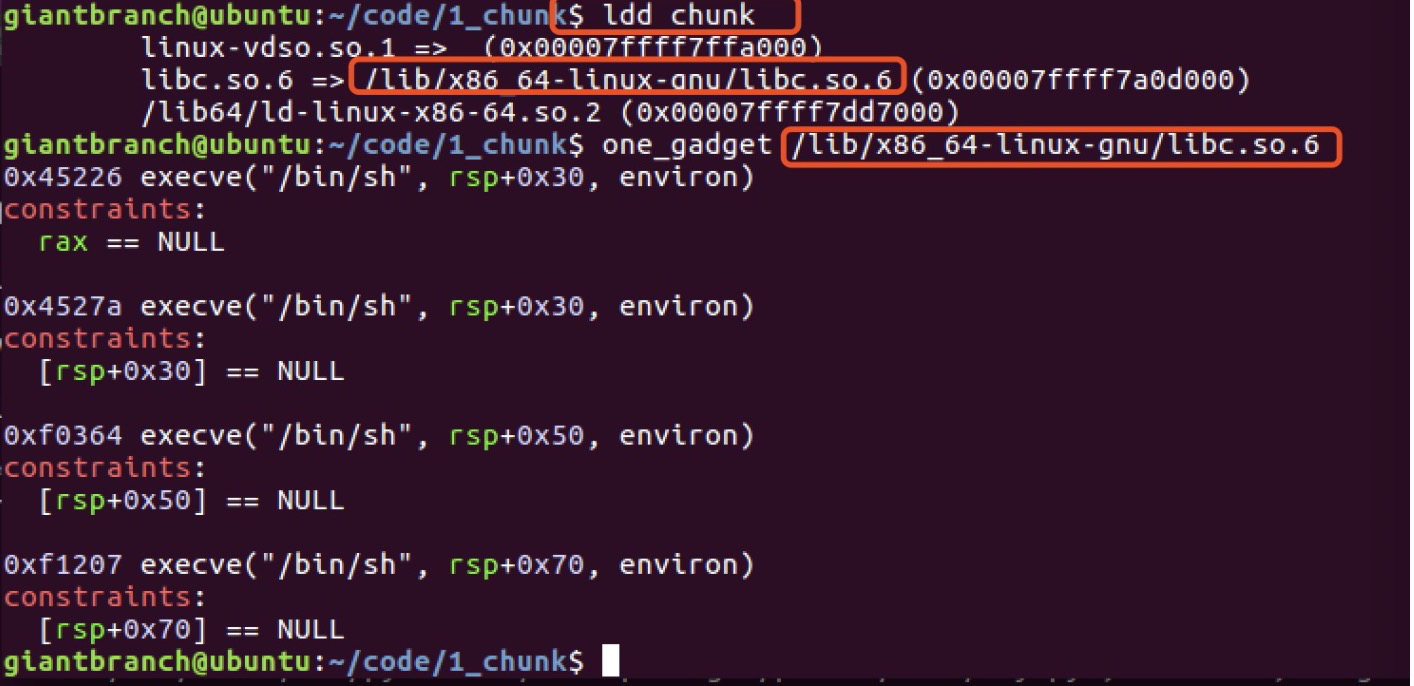 giantbranch@ubuntu:~/code/1_chunk$ ldd chunk
linux-vdso.so.1 => (0x00007ffff7ffa000)
libc.so.6 => /lib/x86_64-linux-gnu/libc.so.6 (0x00007ffff7a0d000)
/lib64/ld-linux-x86-64.so.2 (0x00007ffff7dd7000)
giantbranch@ubuntu:~/code/1_chunk$ one_gadget /lib/x86_64-linux-gnu/libc.so.6
0x45226 execve("/bin/sh", rsp+0x30, environ)
constraints:
rax == NULL
0x4527a execve("/bin/sh", rsp+0x30, environ)
constraints:
[rsp+0x30] == NULL
0xf0364 execve("/bin/sh", rsp+0x50, environ)
constraints:
[rsp+0x50] == NULL
0xf1207 execve("/bin/sh", rsp+0x70, environ)
constraints:
[rsp+0x70] == NULL
giantbranch@ubuntu:~/code/1_chunk$